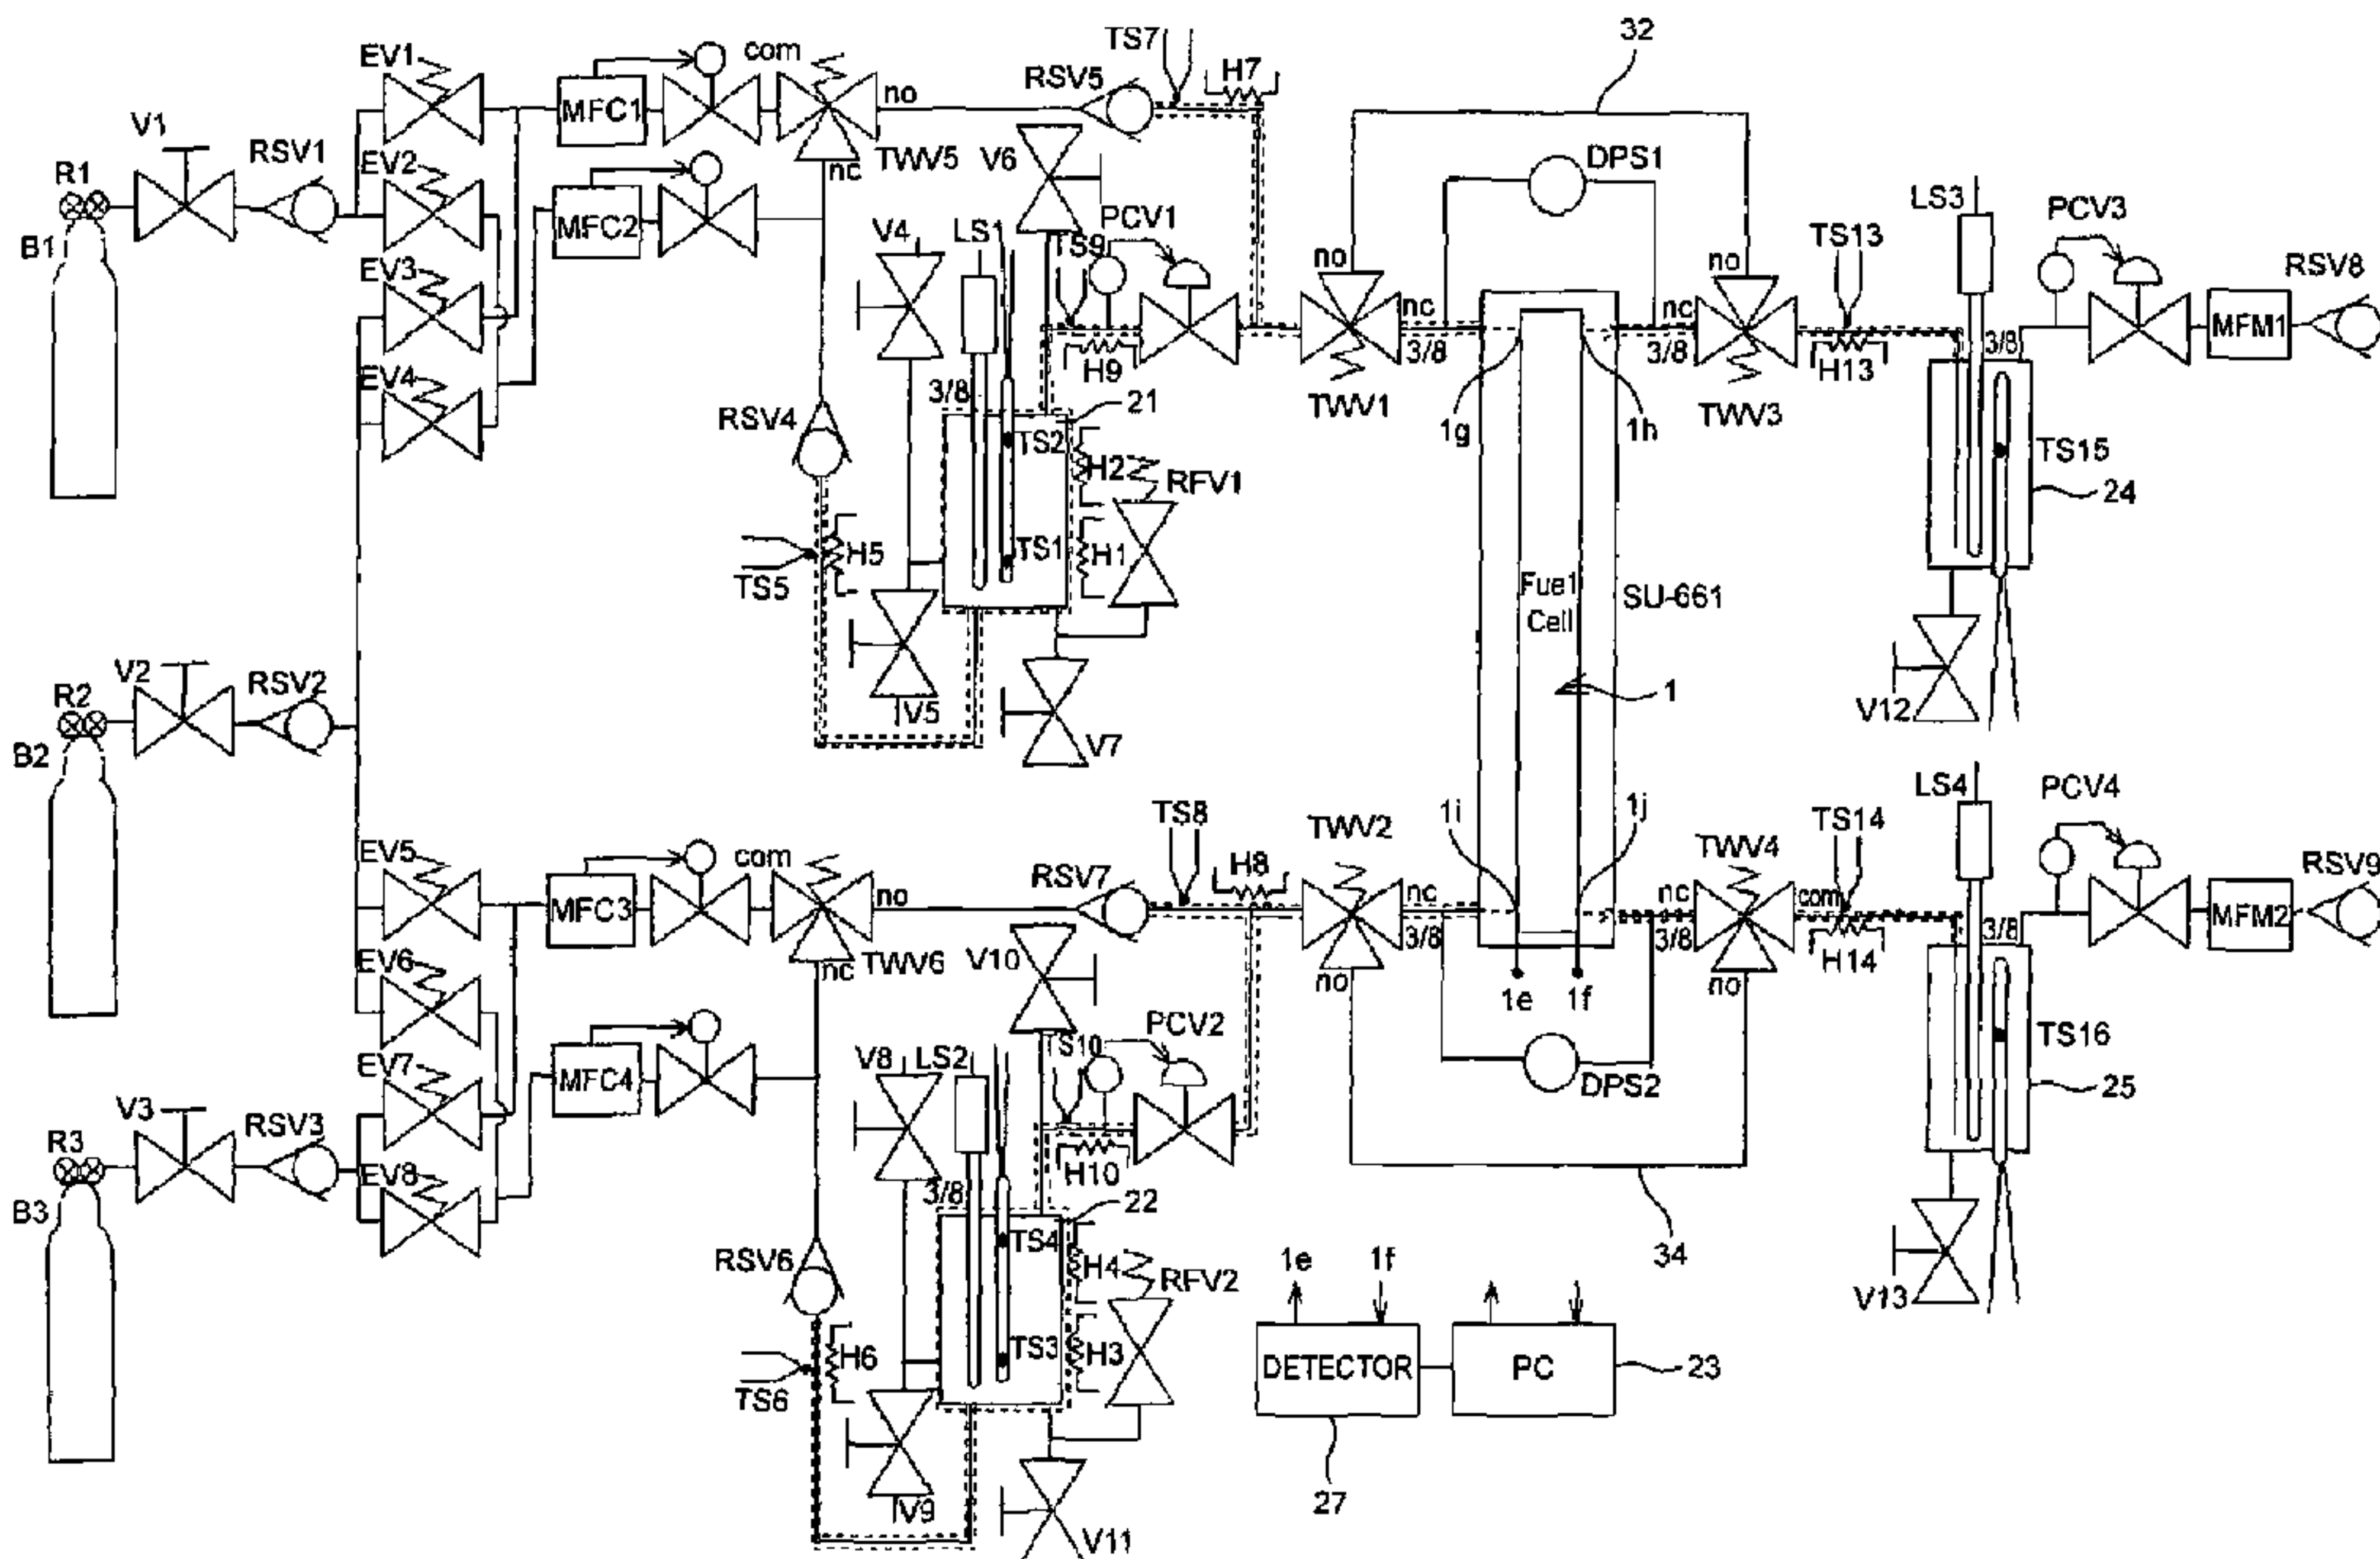 32
EV1
com
TS7
H7
RSV5
no
MFC1
V1
RSV1
EV2
TWV5
nc
V6
DPS1
R1
MFC2
B1
V4
LS1
TS9
PCV1
LS3
PCV3
TS13
EV3
no
no
RSV8
nc
nc
MFM1
3/8
3/8
3/8
H9
H13
EV4
3/8
TWV1
TWV3
21
RSV4
1g
1h
TS2
H2
RFV1
TS15
24
TS5
H5
TS1
H1
Fuel
Cell
SU-661
V2
RSV2
R2
B2
V5
V7
1
V12
LS4
PCV4
TS8
TWV2
1i
1j
TS14
EV5
com
H8
TWV4
RSV7
RSV9
MFC3
no
nc
nc
com
MFM2
3/8
3/8
3/8
H14
EV6
nc
TWV6
V10
no
no
1e
1f
PCV2
TS10
EV7
V8
LS2
MFC4
DPS2
TS16
25
V3
RSV3
R3
EV8
H10
B3
3/8
22
34
RSV6
TS4
H4
RFV2
1e
1f
V13
TS6
H6
TS3
H3
DETECTOR
PC
23
V9
27
V11